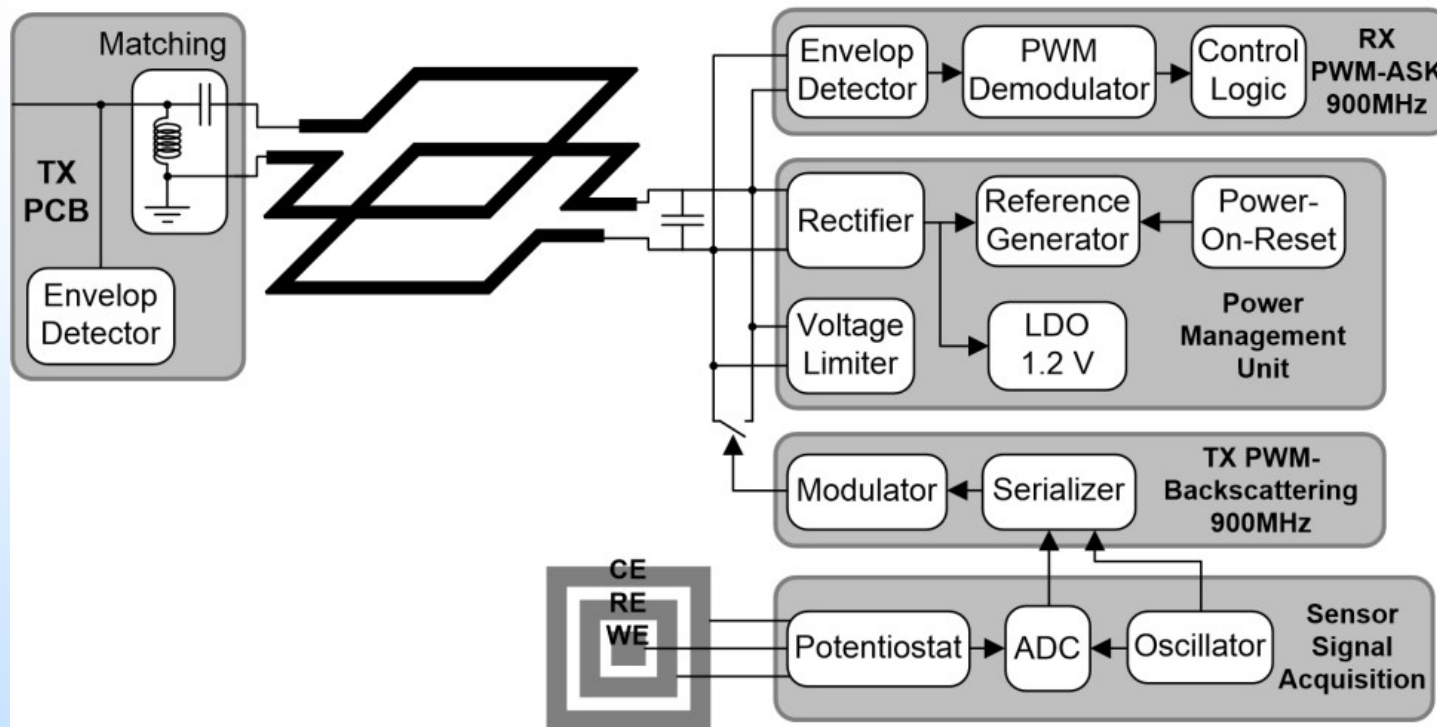 Matching
TX
PCB
Envelop
Detector
Envelop
Detector
PWM
Demodulator
Control
Logic
RX
PWM-ASK
900MHz
Rectifier
Reference
Generator
Power-
On-Reset
Voltage
Limiter
LDO
1.2 V
Power
Management
Unit
Modulator
Serializer
TX PWM-
Backscattering
900MHz
CE
RE
WE
Potentiostat
ADC
Oscillator
Sensor
Signal
Acquisition